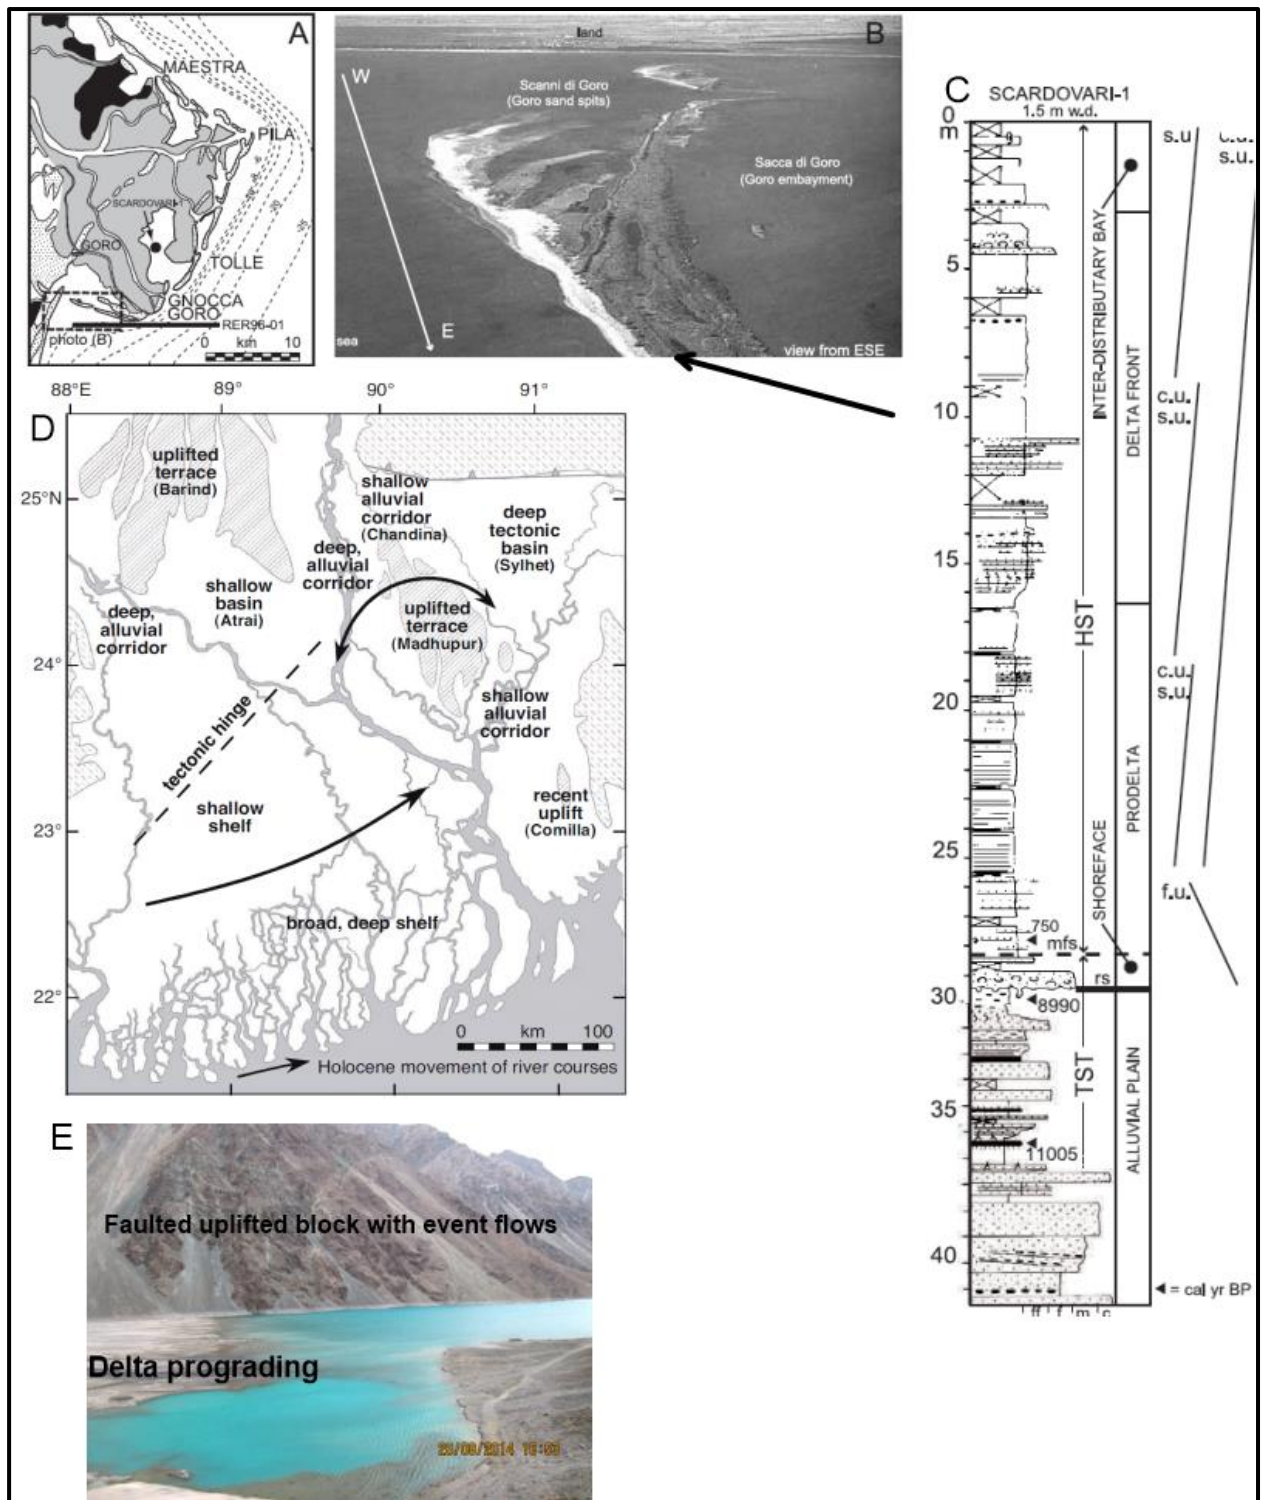 A
MAESTRA
PILA
SCARDOVARI-1
GORO
TOLLE
GNOCCA
GORO
RER96-01
photo (B)
0 km 10
B
land
W
Scanni di Goro
(Goro sand spits)
Sacca di Goro
(Goro embayment)
E
sea
view from ESE
C
SCARDOVARI-1
1.5 m w.d.
0
m
5
10
15
20
25
30
35
40
INTER-DISTRIBUTARY BAY
DELTA FRONT
HST
PRODELTA
SHOREFACE
750
mfs
rs
8990
TST
ALLUVIAL PLAIN
11005
= cal yr BP
ff f m c
s.u
c.u.
s.u.
c.u.
s.u.
c.u.
s.u.
f.u.
D
88°E 89° 90° 91°
25°N
24°
23°
22°
uplifted
terrace
(Barind)
shallow
alluvial
corridor
(Chandina)
deep
tectonic
basin
(Sylhet)
deep,
alluvial
corridor
shallow
basin
(Atrai)
deep,
alluvial
corridor
uplifted
terrace
(Madhupur)
shallow
alluvial
corridor
tectonic hinge
shallow
shelf
recent
uplift
(Comilla)
broad, deep shelf
0 km 100
Holocene movement of river courses
E
Faulted uplifted block with event flows
Delta prograding